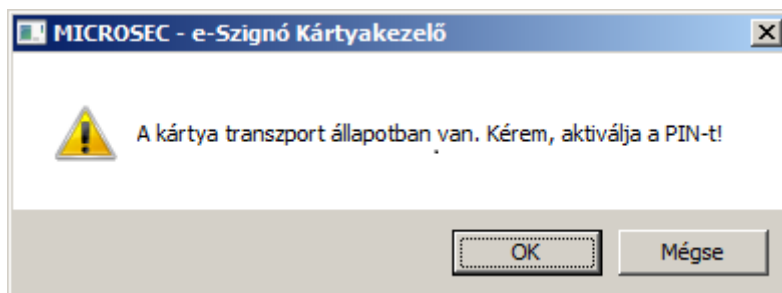 MICROSEC - e-Szignó Kártyakezelő
A kártya transzport állapotban van. Kérem, aktiválja a PIN-t!
OK
Mégse